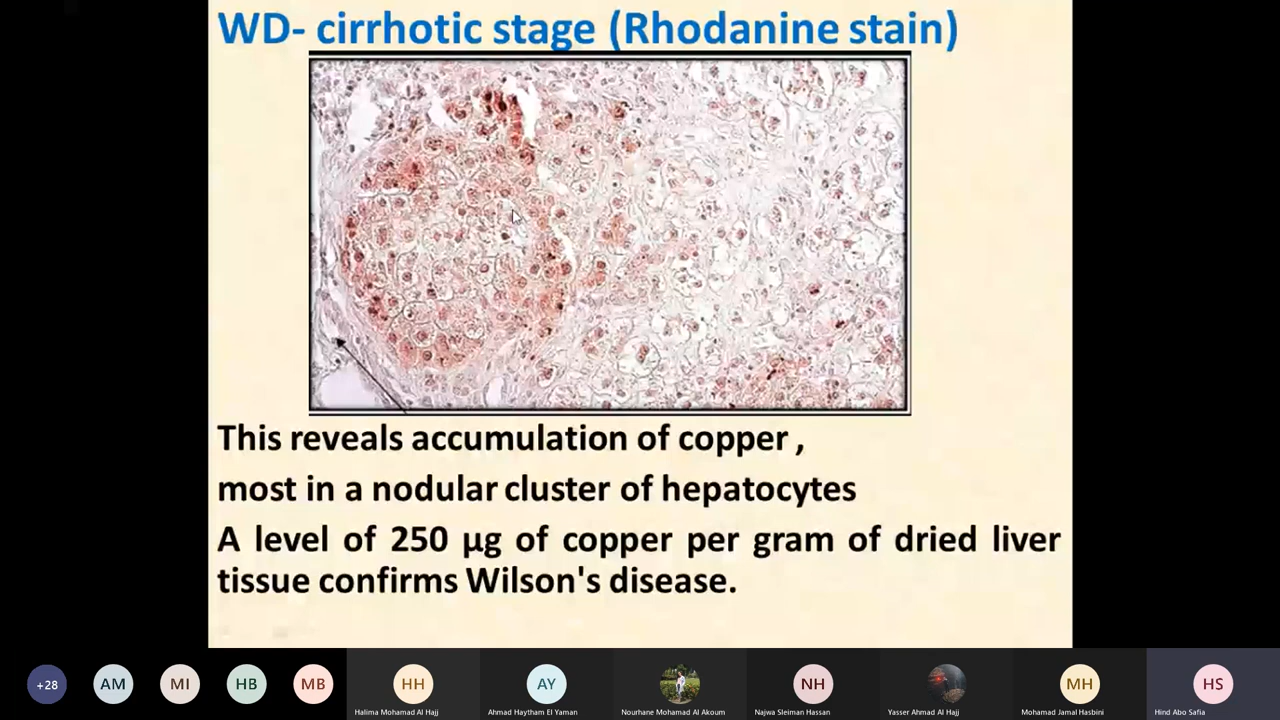 WD- cirrhotic stage (Rhodanine stain)
This reveals accumulation of copper ,
most in a nodular cluster of hepatocytes
A level of 250 µg of copper per gram of dried liver
tissue confirms Wilson's disease.
+28
AM
MI
HB
MB
HH
AY
NH
MH
HS
Halima Mohamad Al Hajj
Ahmad Haytham El Yaman
Nourhane Mohamad Al Akoum
Najwa Sleiman Hassan
Yasser Ahmad Al Hajj
Mohamad Jamal Hasbini
Hind Abo Safia